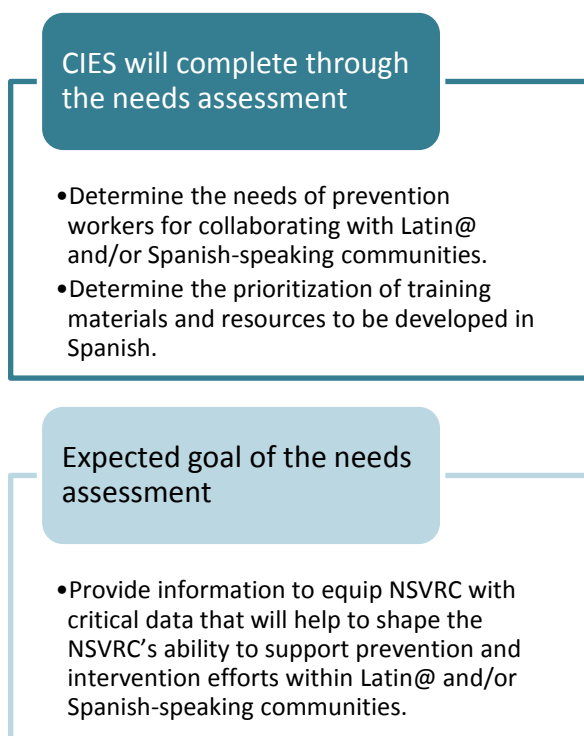 CIES will complete through
the needs assessment
•Determine the needs of prevention
workers for collaborating with Latin@
and/or Spanish-speaking communities.
•Determine the prioritization of training
materials and resources to be developed in
Spanish.
Expected goal of the needs
assessment
•Provide information to equip NSVRC with
critical data that will help to shape the
NSVRC’s ability to support prevention and
intervention efforts within Latin@ and/or
Spanish-speaking communities.